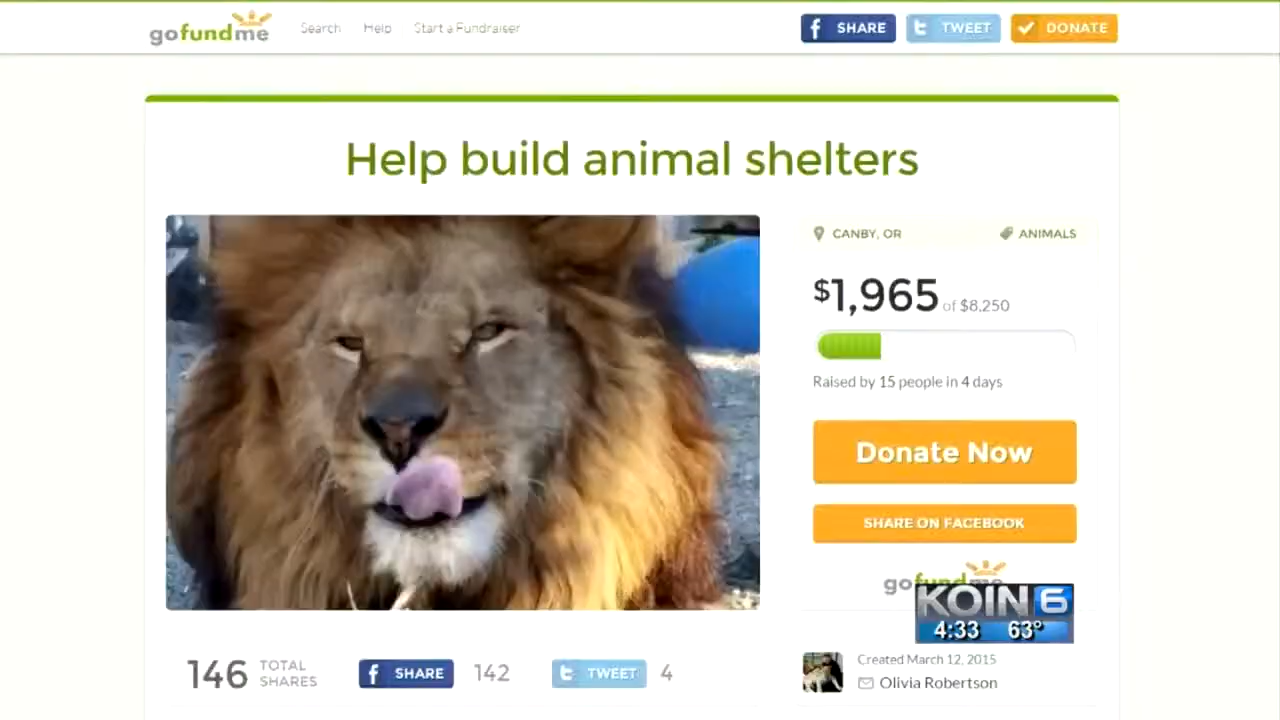 gofundme Search Help Start a Fundraiser SHARE TWEET DONATE
Help build animal shelters
CANBY, OR ANIMALS
$1,965 of $8,250
Raised by 15 people in 4 days
Donate Now
SHARE ON FACEBOOK
gofundme
KOIN 6
4:33 63°
146 TOTAL SHARES SHARE 142 TWEET 4
Created March 12, 2015
Olivia Robertson